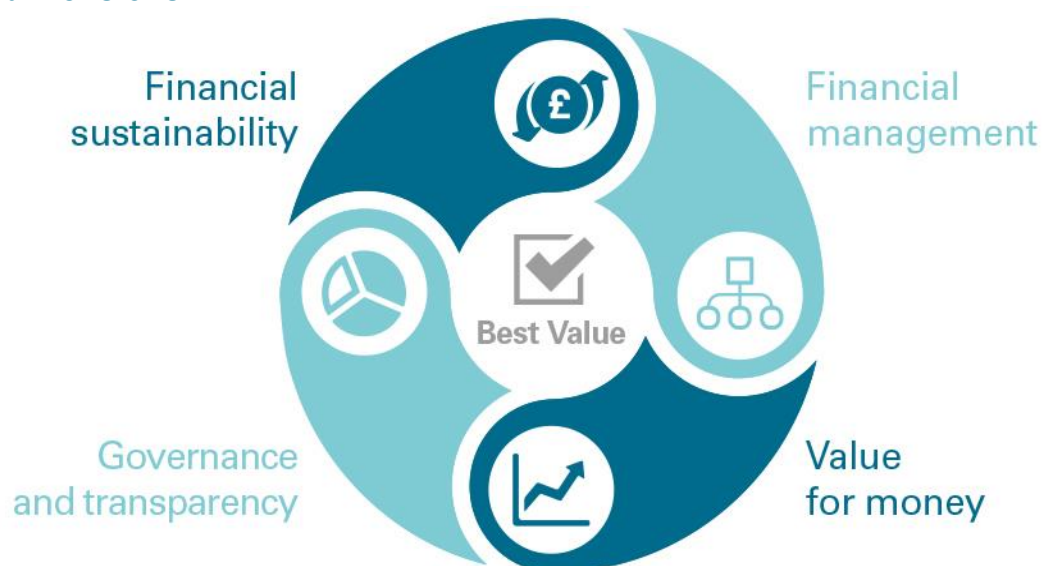 Financial
sustainability
Financial
management
£
Best Value
Governance
and transparency
Value
for money